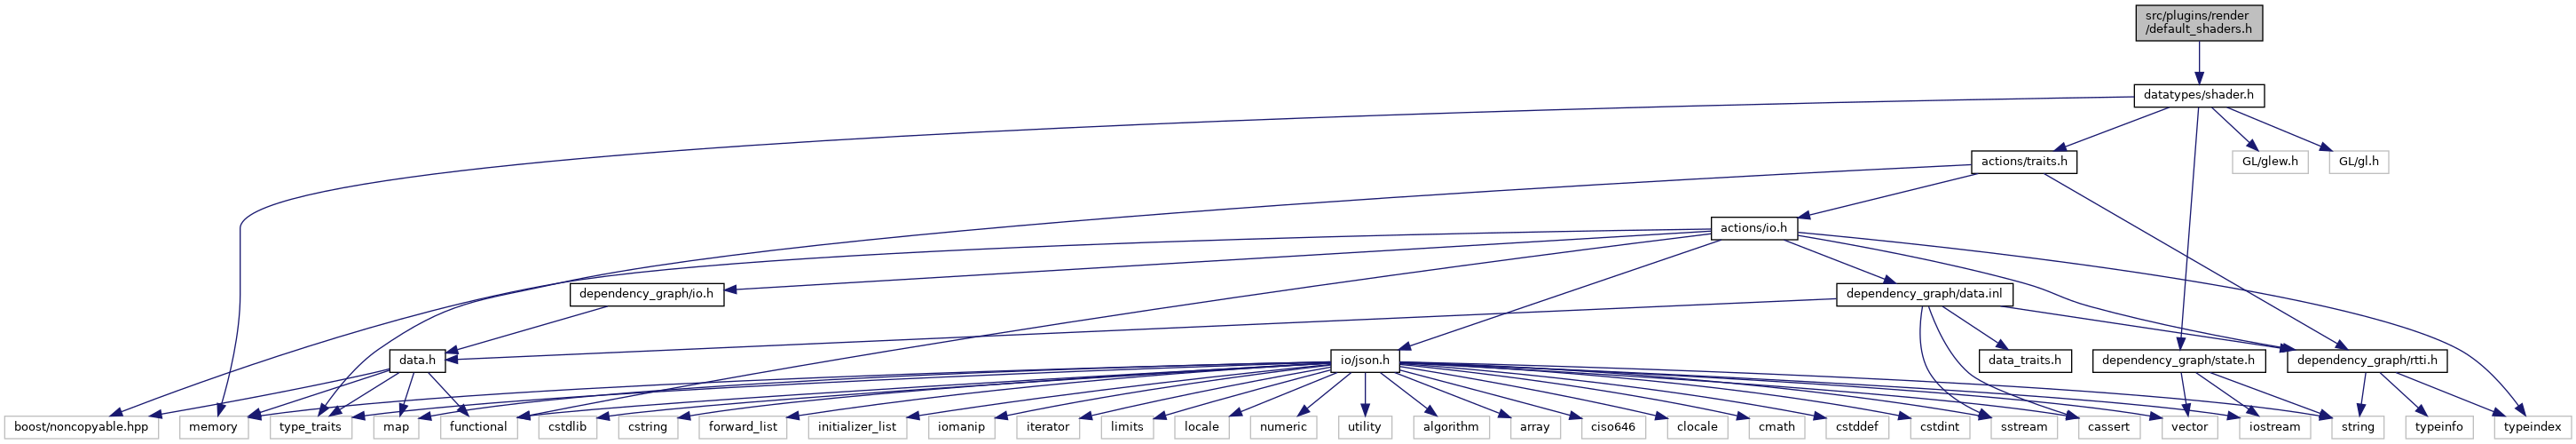 src/plugins/render
/default_shaders.h
datatypes/shader.h
actions/traits.h
GL/glew.h
GL/gl.h
actions/io.h
dependency_graph/io.h
dependency_graph/data.inl
data.h
io/json.h
data_traits.h
dependency_graph/state.h
dependency_graph/rtti.h
boost/noncopyable.hpp
memory
type_traits
map
functional
cstdlib
cstring
forward_list
initializer_list
iomanip
iterator
limits
locale
numeric
utility
algorithm
array
ciso646
clocale
cmath
cstddef
cstdint
sstream
cassert
vector
iostream
string
typeinfo
typeindex